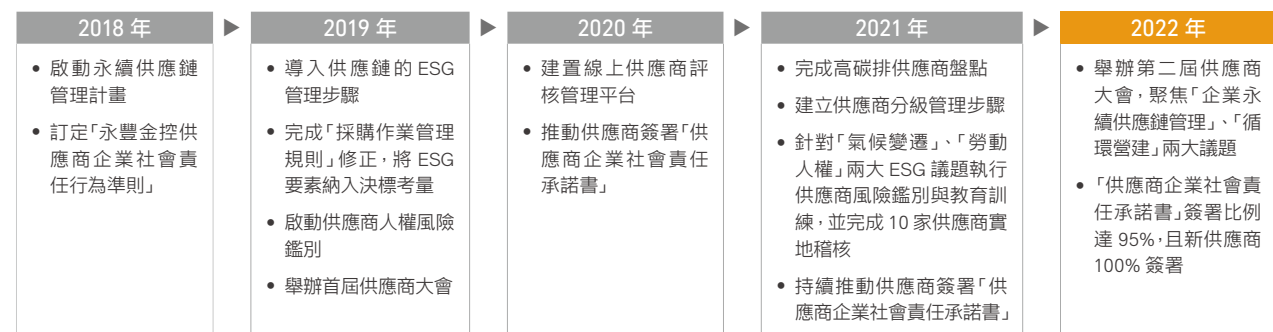 2018 年
• 啟動永續供應鏈
管理計畫
• 訂定「永豐金控供
應商企業社會責
任行為準則」
2019 年
• 導入供應鏈的 ESG
管理步驟
• 完成「採購作業管理
規則」修正,將 ESG
要素納入決標考量
• 啟動供應商人權風險
鑑別
• 舉辦首屆供應商大會
2020 年
• 建置線上供應商評
核管理平台
• 推動供應商簽署「供
應商企業社會責任
承諾書」
2021 年
• 完成高碳排供應商盤點
• 建立供應商分級管理步驟
• 針對「氣候變遷」、「勞動
人權」兩大 ESG 議題執行
供應商風險鑑別與教育訓
練,並完成 10 家供應商實
地稽核
• 持續推動供應商簽署「供
應商企業社會責任承諾書」
2022 年
• 舉辦第二屆供應商
大會,聚焦「企業永
續供應鏈管理」、「循
環營建」兩大議題
• 「供應商企業社會責
任承諾書」簽署比例
達 95%,且新供應商
100% 簽署